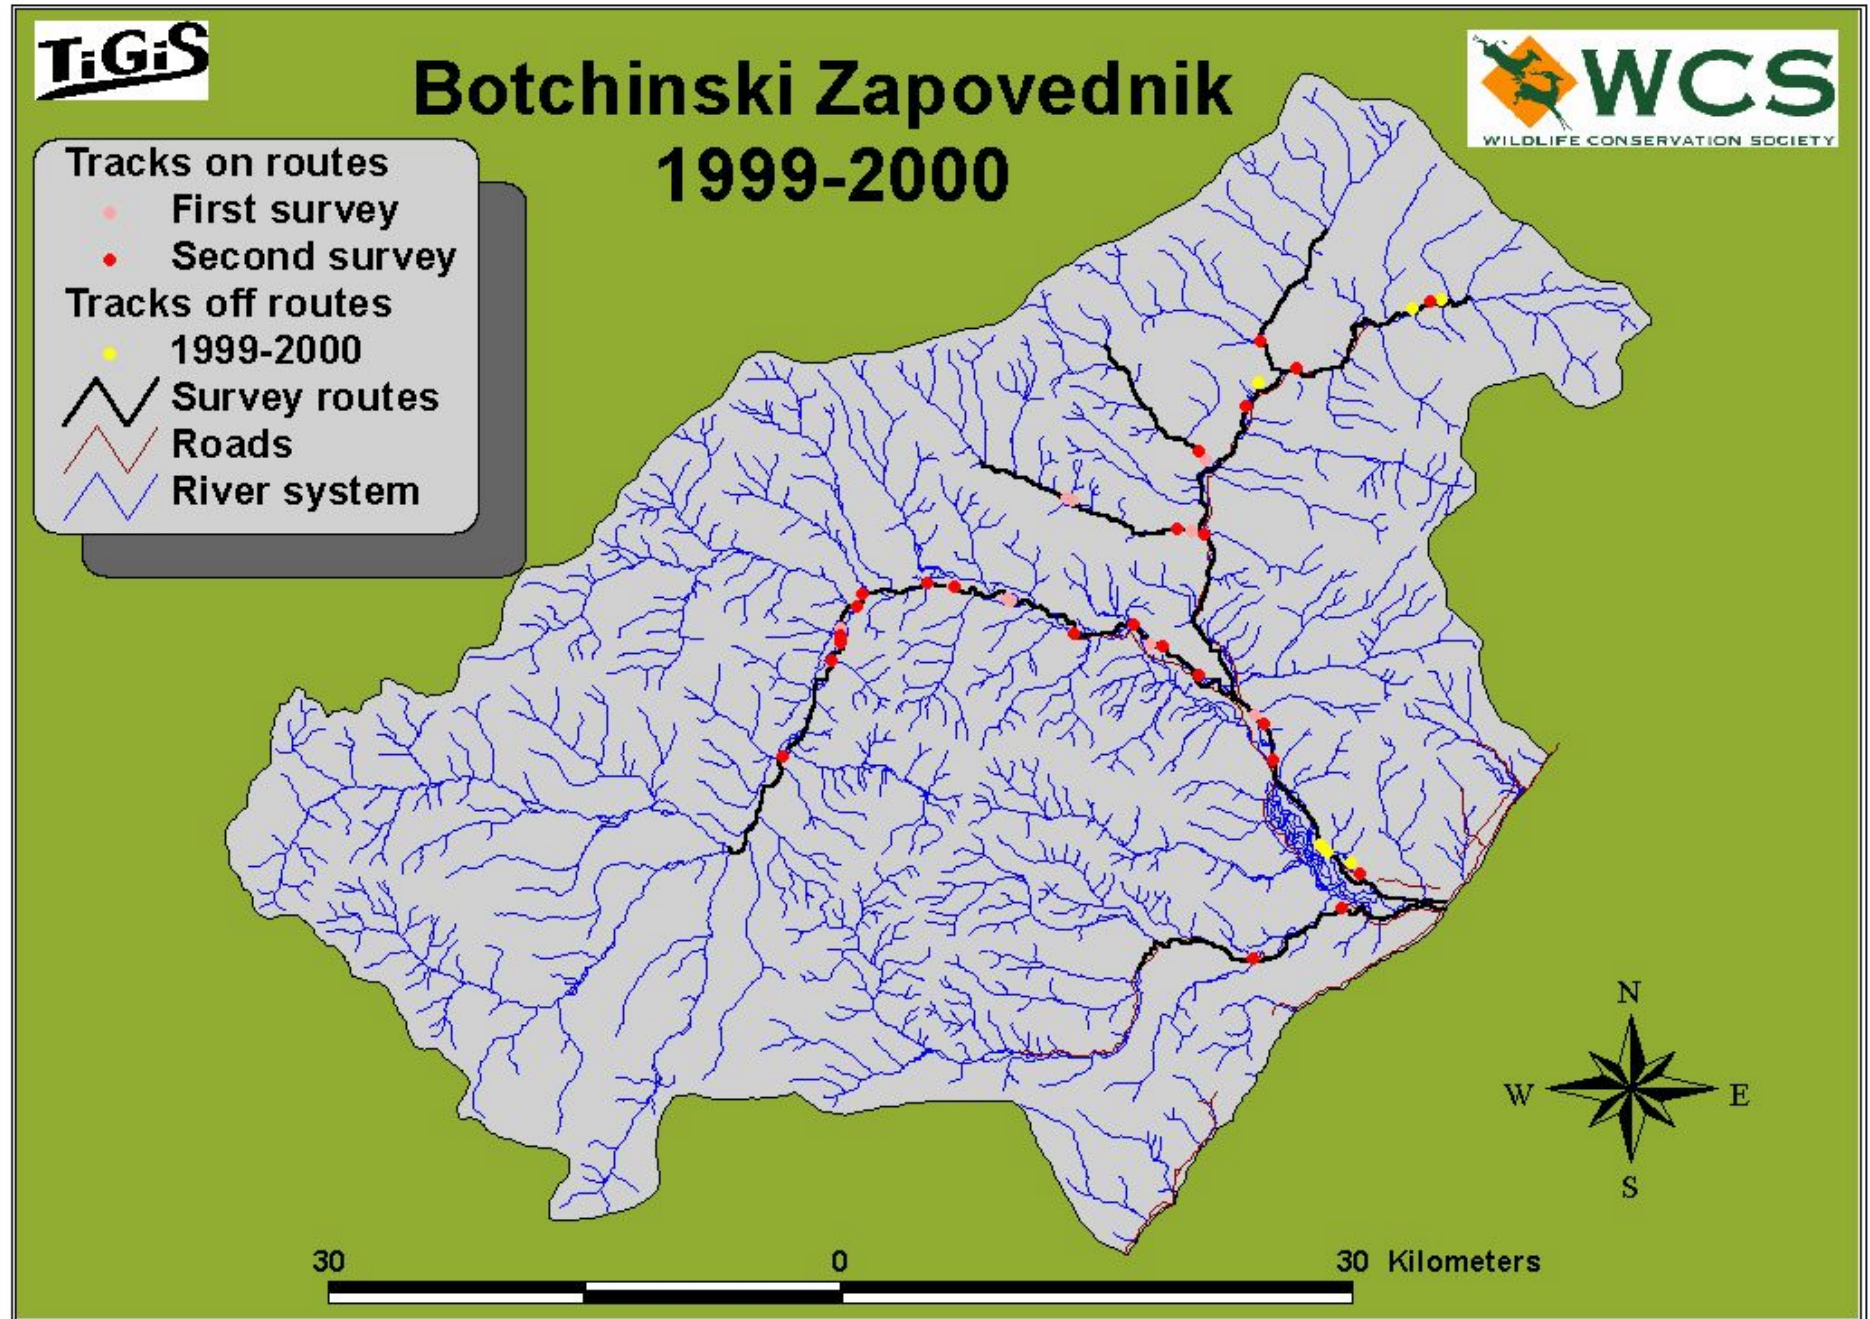 TiGiS
Botchinski Zapovednik
1999-2000
WCS
WILDLIFE CONSERVATION SOCIETY
Tracks on routes
First survey
Second survey
Tracks off routes
1999-2000
Survey routes
Roads
River system
N
W
E
S
30
0
30 Kilometers